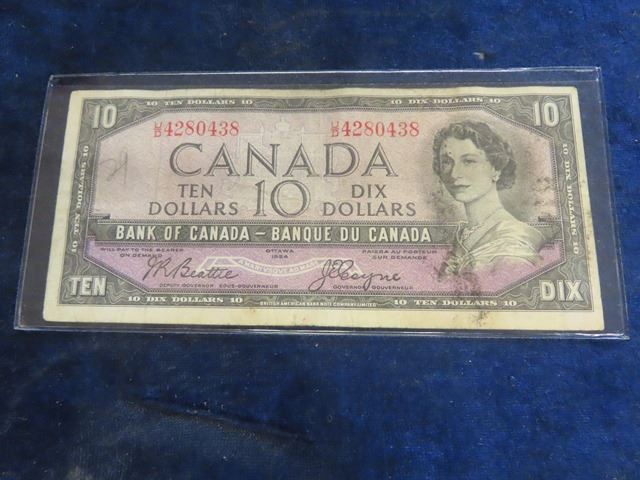 10 TEN DOLLARS 10 10 DIX DOLLARS 10
10 10
U/D 4280438 U/D 4280438
CANADA
TEN DOLLARS 10 DIX DOLLARS
BANK OF CANADA – BANQUE DU CANADA
WILL PAY TO THE BEARER ON DEMAND
OTTAWA 1954
PAIERA AU PORTEUR SUR DEMANDE
JR Beattie J.E. Coyne
DEPUTY GOVERNOR SOUS-GOUVERNEUR GOVERNOR GOUVERNEUR
TEN DIX
10 DIX DOLLARS 10 BRITISH AMERICAN BANK NOTE COMPANY LIMITED 10 TEN DOLLARS 10